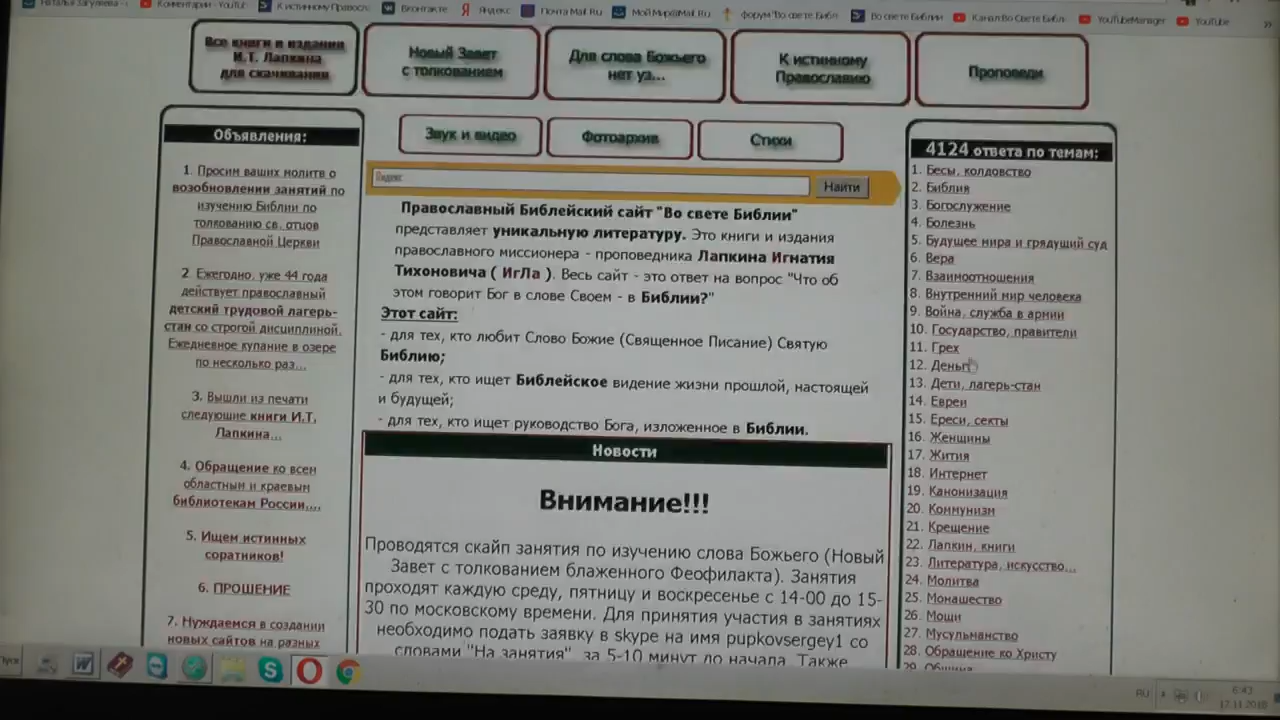 Наталья Загуляева - Комментарии - YouTub К истинному Правосл ВКонтакте Яндекс Почта Mail.Ru Мой Мир@Mail.Ru форум "Во свете Библ Во свете Библии Канал Во Свете Библ YouTubeManager YouTube »
Все книги в издании
И.Т. Лапкина
для скачивания
Новый Завет
с толкованием
Для слова Божьего
нет уз...
К истинному
Православию
Проповеди
Звук и видео
Фотоархив
Стихи
Яндекс
Найти
Объявления:
1. Просим ваших молитв о
возобновлении занятий по
изучению Библии по
толкованию св. отцов
Православной Церкви
2. Ежегодно, уже 44 года
действует православный
детский трудовой лагерь-
стан со строгой дисциплиной.
Ежедневное купание в озере
по несколько раз...
3. Вышли из печати
следующие книги И.Т.
Лапкина...
4. Обращение ко всем
областным и краевым
библиотекам России....
5. Ищем истинных
соратников!
6. ПРОШЕНИЕ
7. Нуждаемся в создании
новых сайтов на разных
Православный Библейский сайт "Во свете Библии"
представляет уникальную литературу. Это книги и издания
православного миссионера - проповедника Лапкина Игнатия
Тихоновича ( ИгЛа ). Весь сайт - это ответ на вопрос "Что об
этом говорит Бог в слове Своем - в Библии?"
Этот сайт:
- для тех, кто любит Слово Божие (Священное Писание) Святую
Библию;
- для тех, кто ищет Библейское видение жизни прошлой, настоящей
и будущей;
- для тех, кто ищет руководство Бога, изложенное в Библии.
Новости
Внимание!!!
Проводятся скайп занятия по изучению слова Божьего (Новый
Завет с толкованием блаженного Феофилакта). Занятия
проходят каждую среду, пятницу и воскресенье с 14-00 до 15-
30 по московскому времени. Для принятия участия в занятиях
необходимо подать заявку в skype на имя pupkovsergey1 со
словами "На занятия", за 5-10 минут до начала. Также
4124 ответа по темам:
1. Бесы, колдовство
2. Библия
3. Богослужение
4. Болезнь
5. Будущее мира и грядущий суд
6. Вера
7. Взаимоотношения
8. Внутренний мир человека
9. Война, служба в армии
10. Государство, правители
11. Грех
12. Деньги
13. Дети, лагерь-стан
14. Евреи
15. Ереси, секты
16. Женщины
17. Жития
18. Интернет
19. Канонизация
20. Коммунизм
21. Крещение
22. Лапкин, книги
23. Литература, искусство...
24. Молитва
25. Монашество
26. Мощи
27. Мусульманство
28. Обращение ко Христу
29. Община
Пуск
RU
6:43
17.11.2018